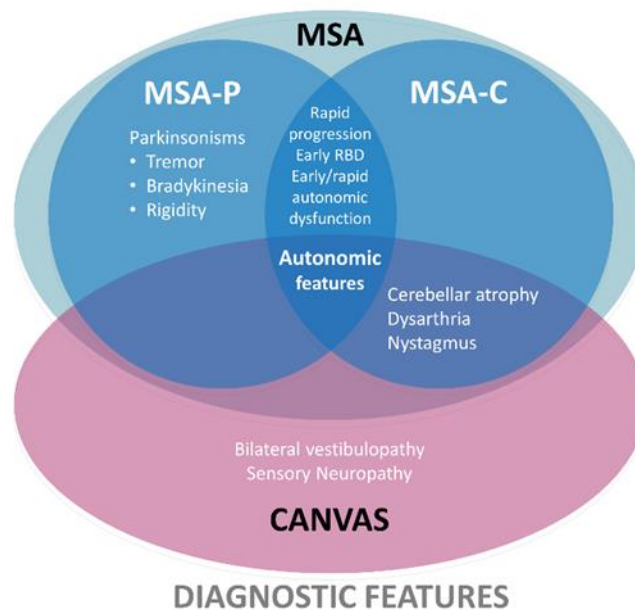 MSA
MSA-P
MSA-C
Parkinsonisms
• Tremor
• Bradykinesia
• Rigidity
Rapid
progression
Early RBD
Early/rapid
autonomic
dysfunction
Autonomic
features
Cerebellar atrophy
Dysarthria
Nystagmus
Bilateral vestibulopathy
Sensory Neuropathy
CANVAS
DIAGNOSTIC FEATURES